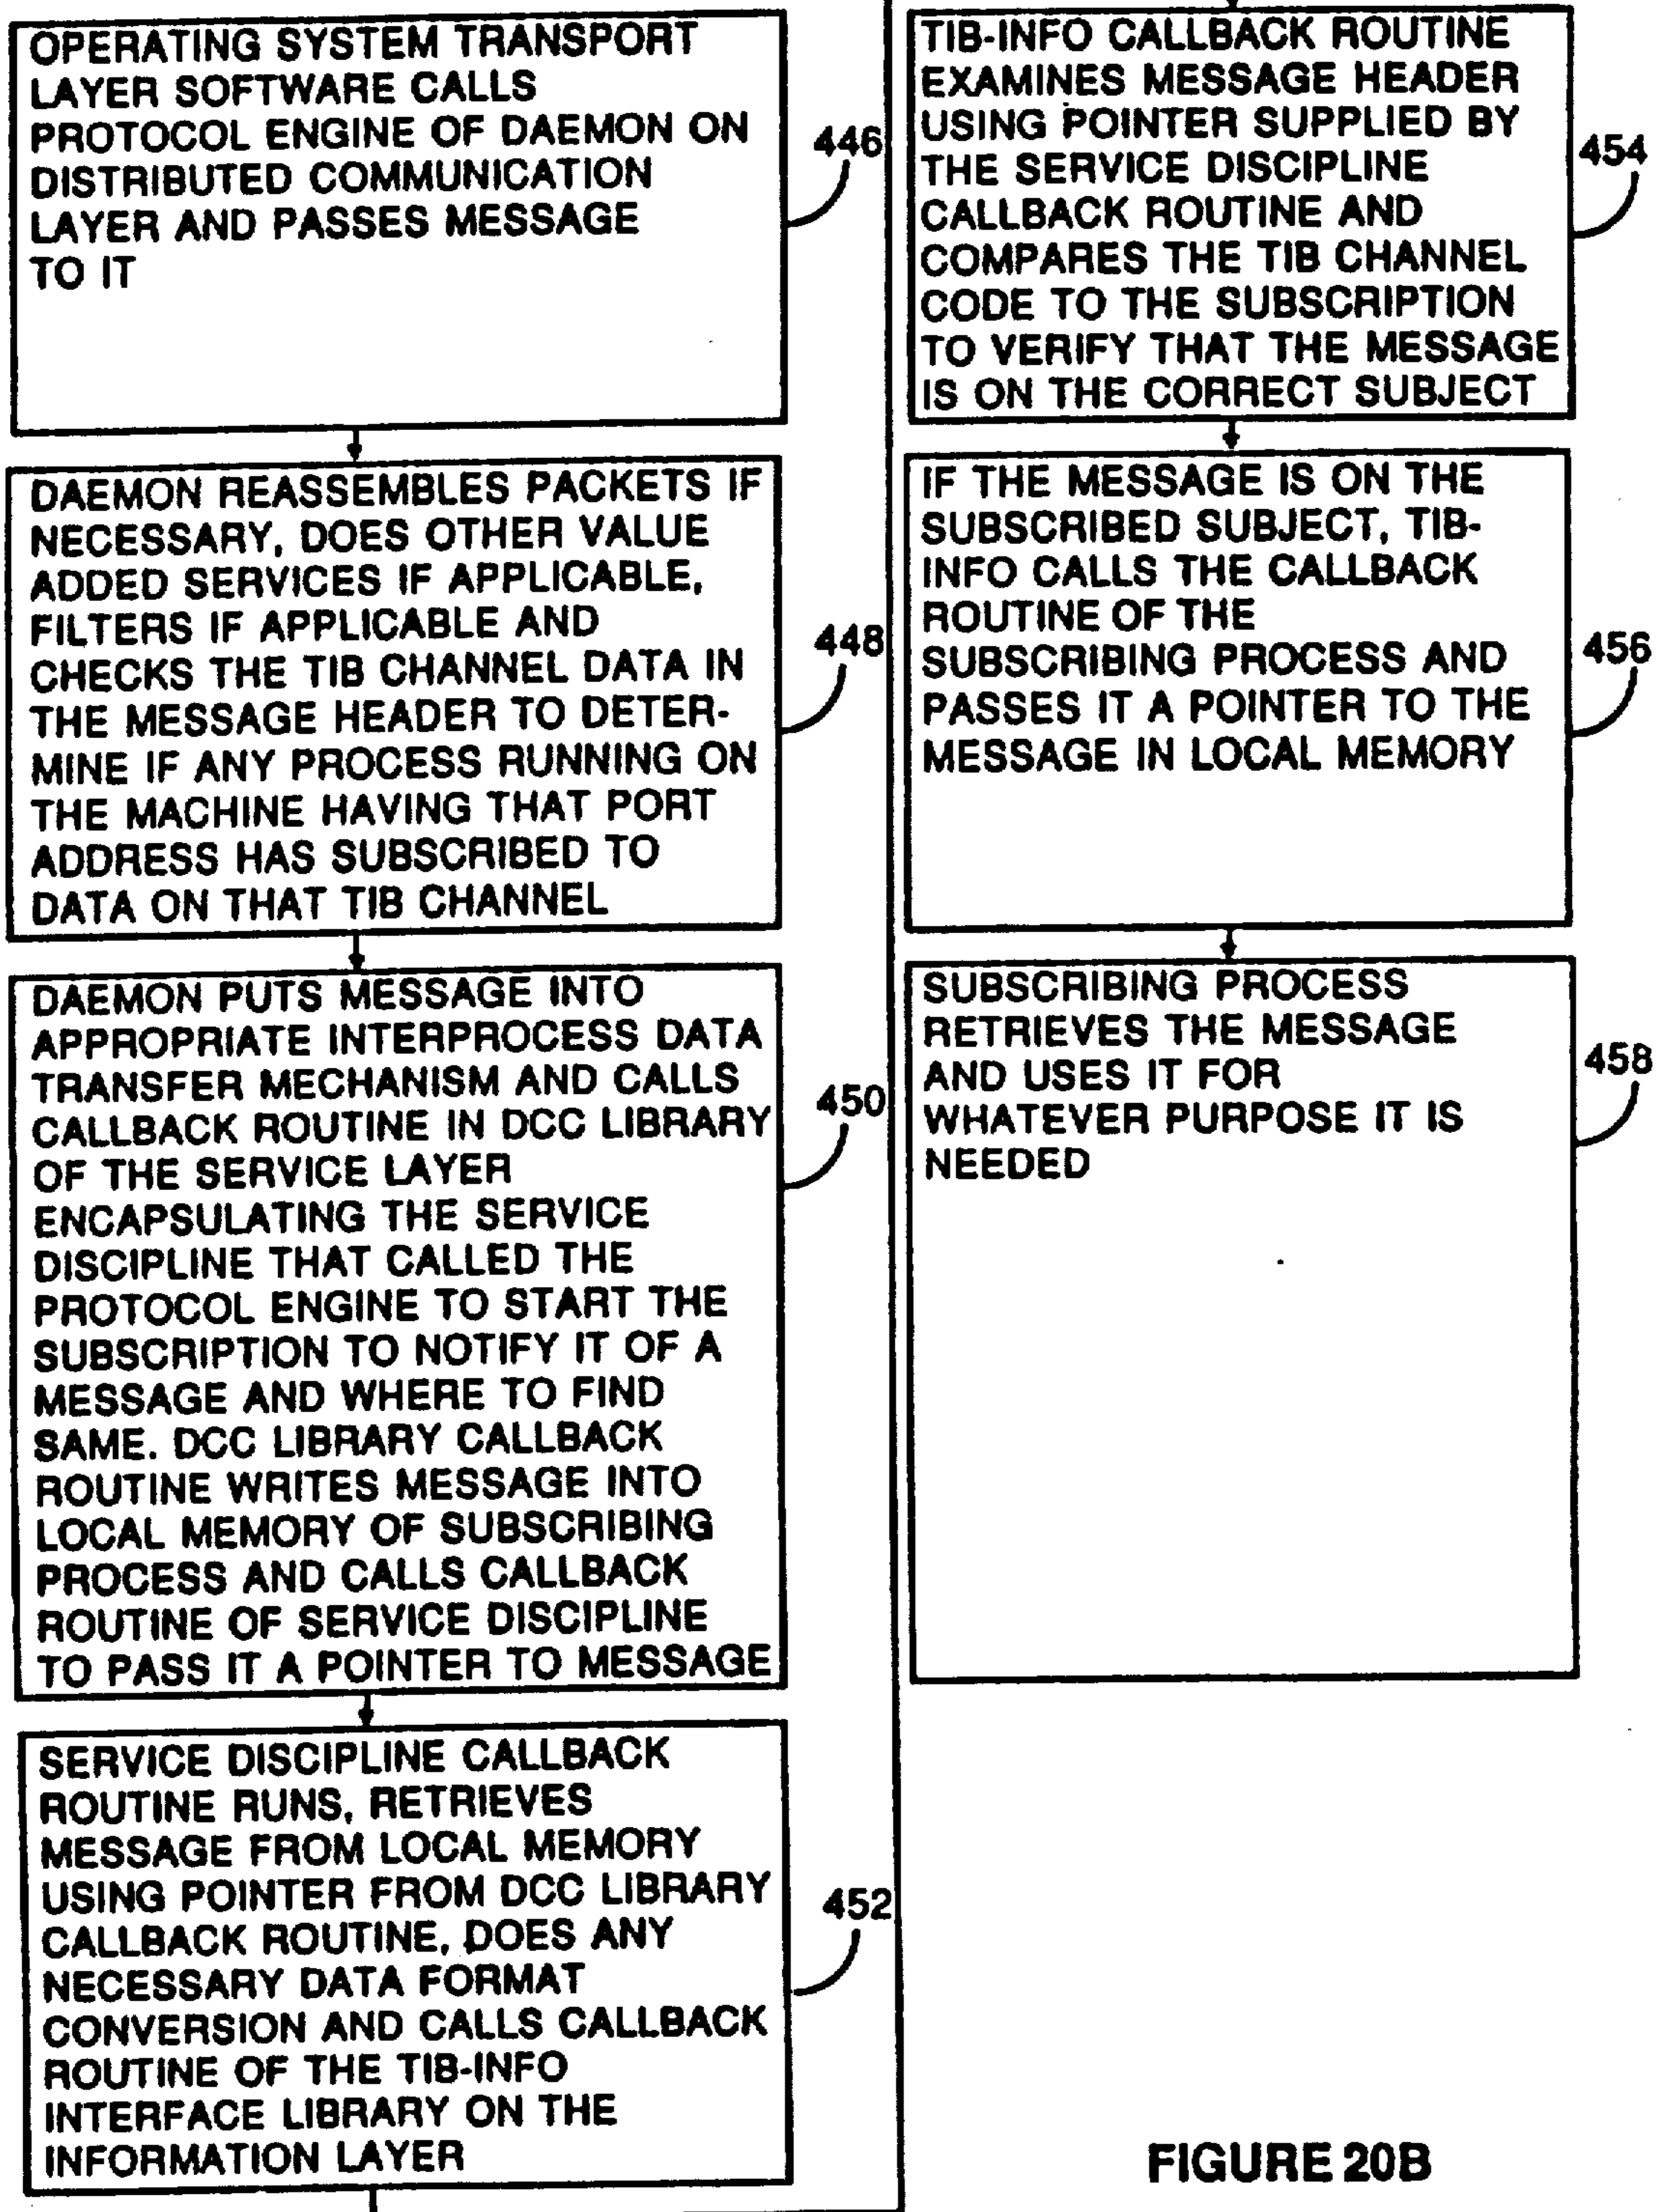 OPERATING SYSTEM TRANSPORT
LAYER SOFTWARE CALLS
PROTOCOL ENGINE OF DAEMON ON
DISTRIBUTED COMMUNICATION
LAYER AND PASSES MESSAGE
TO IT
446
DAEMON REASSEMBLES PACKETS IF
NECESSARY, DOES OTHER VALUE
ADDED SERVICES IF APPLICABLE,
FILTERS IF APPLICABLE AND
CHECKS THE TIB CHANNEL DATA IN
THE MESSAGE HEADER TO DETER-
MINE IF ANY PROCESS RUNNING ON
THE MACHINE HAVING THAT PORT
ADDRESS HAS SUBSCRIBED TO
DATA ON THAT TIB CHANNEL
448
DAEMON PUTS MESSAGE INTO
APPROPRIATE INTERPROCESS DATA
TRANSFER MECHANISM AND CALLS
CALLBACK ROUTINE IN DCC LIBRARY
OF THE SERVICE LAYER
ENCAPSULATING THE SERVICE
DISCIPLINE THAT CALLED THE
PROTOCOL ENGINE TO START THE
SUBSCRIPTION TO NOTIFY IT OF A
MESSAGE AND WHERE TO FIND
SAME. DCC LIBRARY CALLBACK
ROUTINE WRITES MESSAGE INTO
LOCAL MEMORY OF SUBSCRIBING
PROCESS AND CALLS CALLBACK
ROUTINE OF SERVICE DISCIPLINE
TO PASS IT A POINTER TO MESSAGE
450
SERVICE DISCIPLINE CALLBACK
ROUTINE RUNS, RETRIEVES
MESSAGE FROM LOCAL MEMORY
USING POINTER FROM DCC LIBRARY
CALLBACK ROUTINE, DOES ANY
NECESSARY DATA FORMAT
CONVERSION AND CALLS CALLBACK
ROUTINE OF THE TIB-INFO
INTERFACE LIBRARY ON THE
INFORMATION LAYER
452
TIB-INFO CALLBACK ROUTINE
EXAMINES MESSAGE HEADER
USING POINTER SUPPLIED BY
THE SERVICE DISCIPLINE
CALLBACK ROUTINE AND
COMPARES THE TIB CHANNEL
CODE TO THE SUBSCRIPTION
TO VERIFY THAT THE MESSAGE
IS ON THE CORRECT SUBJECT
454
IF THE MESSAGE IS ON THE
SUBSCRIBED SUBJECT, TIB-
INFO CALLS THE CALLBACK
ROUTINE OF THE
SUBSCRIBING PROCESS AND
PASSES IT A POINTER TO THE
MESSAGE IN LOCAL MEMORY
456
SUBSCRIBING PROCESS
RETRIEVES THE MESSAGE
AND USES IT FOR
WHATEVER PURPOSE IT IS
NEEDED
458
FIGURE 20B